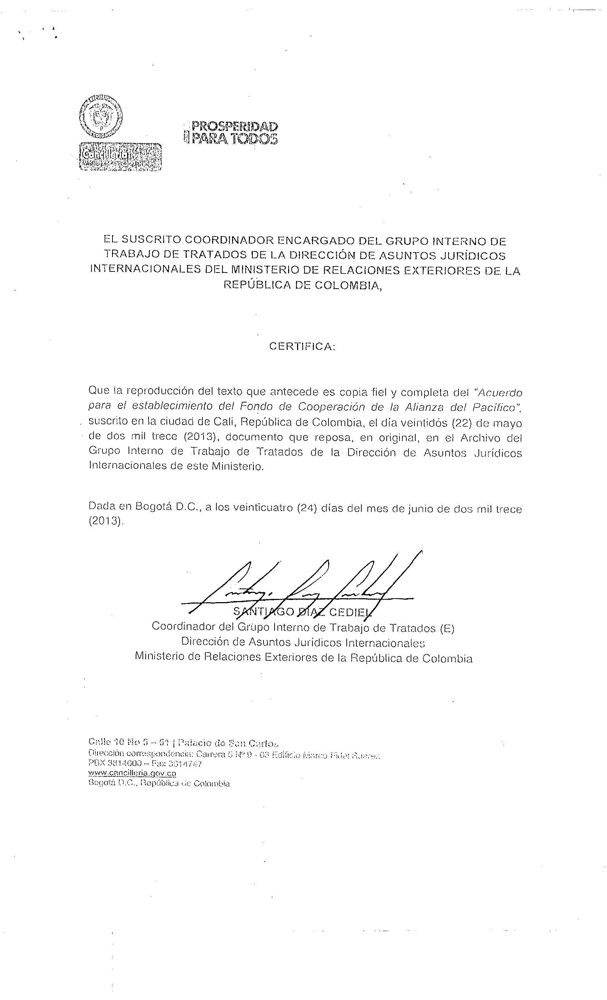 PROSPERIDAD
PARA TODOS
Cancillería
EL SUSCRITO COORDINADOR ENCARGADO DEL GRUPO INTERNO DE
TRABAJO DE TRATADOS DE LA DIRECCIÓN DE ASUNTOS JURÍDICOS
INTERNACIONALES DEL MINISTERIO DE RELACIONES EXTERIORES DE LA
REPÚBLICA DE COLOMBIA,
CERTIFICA:
Que la reproducción del texto que antecede es copia fiel y completa del "Acuerdo
para el establecimiento del Fondo de Cooperación de la Alianza del Pacífico",
suscrito en la ciudad de Cali, República de Colombia, el día veintidós (22) de mayo
de dos mil trece (2013), documento que reposa, en original, en el Archivo del
Grupo Interno de Trabajo de Tratados de la Dirección de Asuntos Jurídicos
Internacionales de este Ministerio.
Dada en Bogotá D.C., a los veinticuatro (24) días del mes de junio de dos mil trece
(2013).
SANTIAGO DÍAZ CEDIEL
Coordinador del Grupo Interno de Trabajo de Tratados (E)
Dirección de Asuntos Jurídicos Internacionales
Ministerio de Relaciones Exteriores de la República de Colombia
Calle 10 No 5 – 51 | Palacio de San Carlos
Dirección correspondencia: Carrera 5 Nº 9 - 03 Edificio Marco Fidel Suarez
PBX 3814000 – Fax 3814747
www.cancilleria.gov.co
Bogotá D.C., República de Colombia